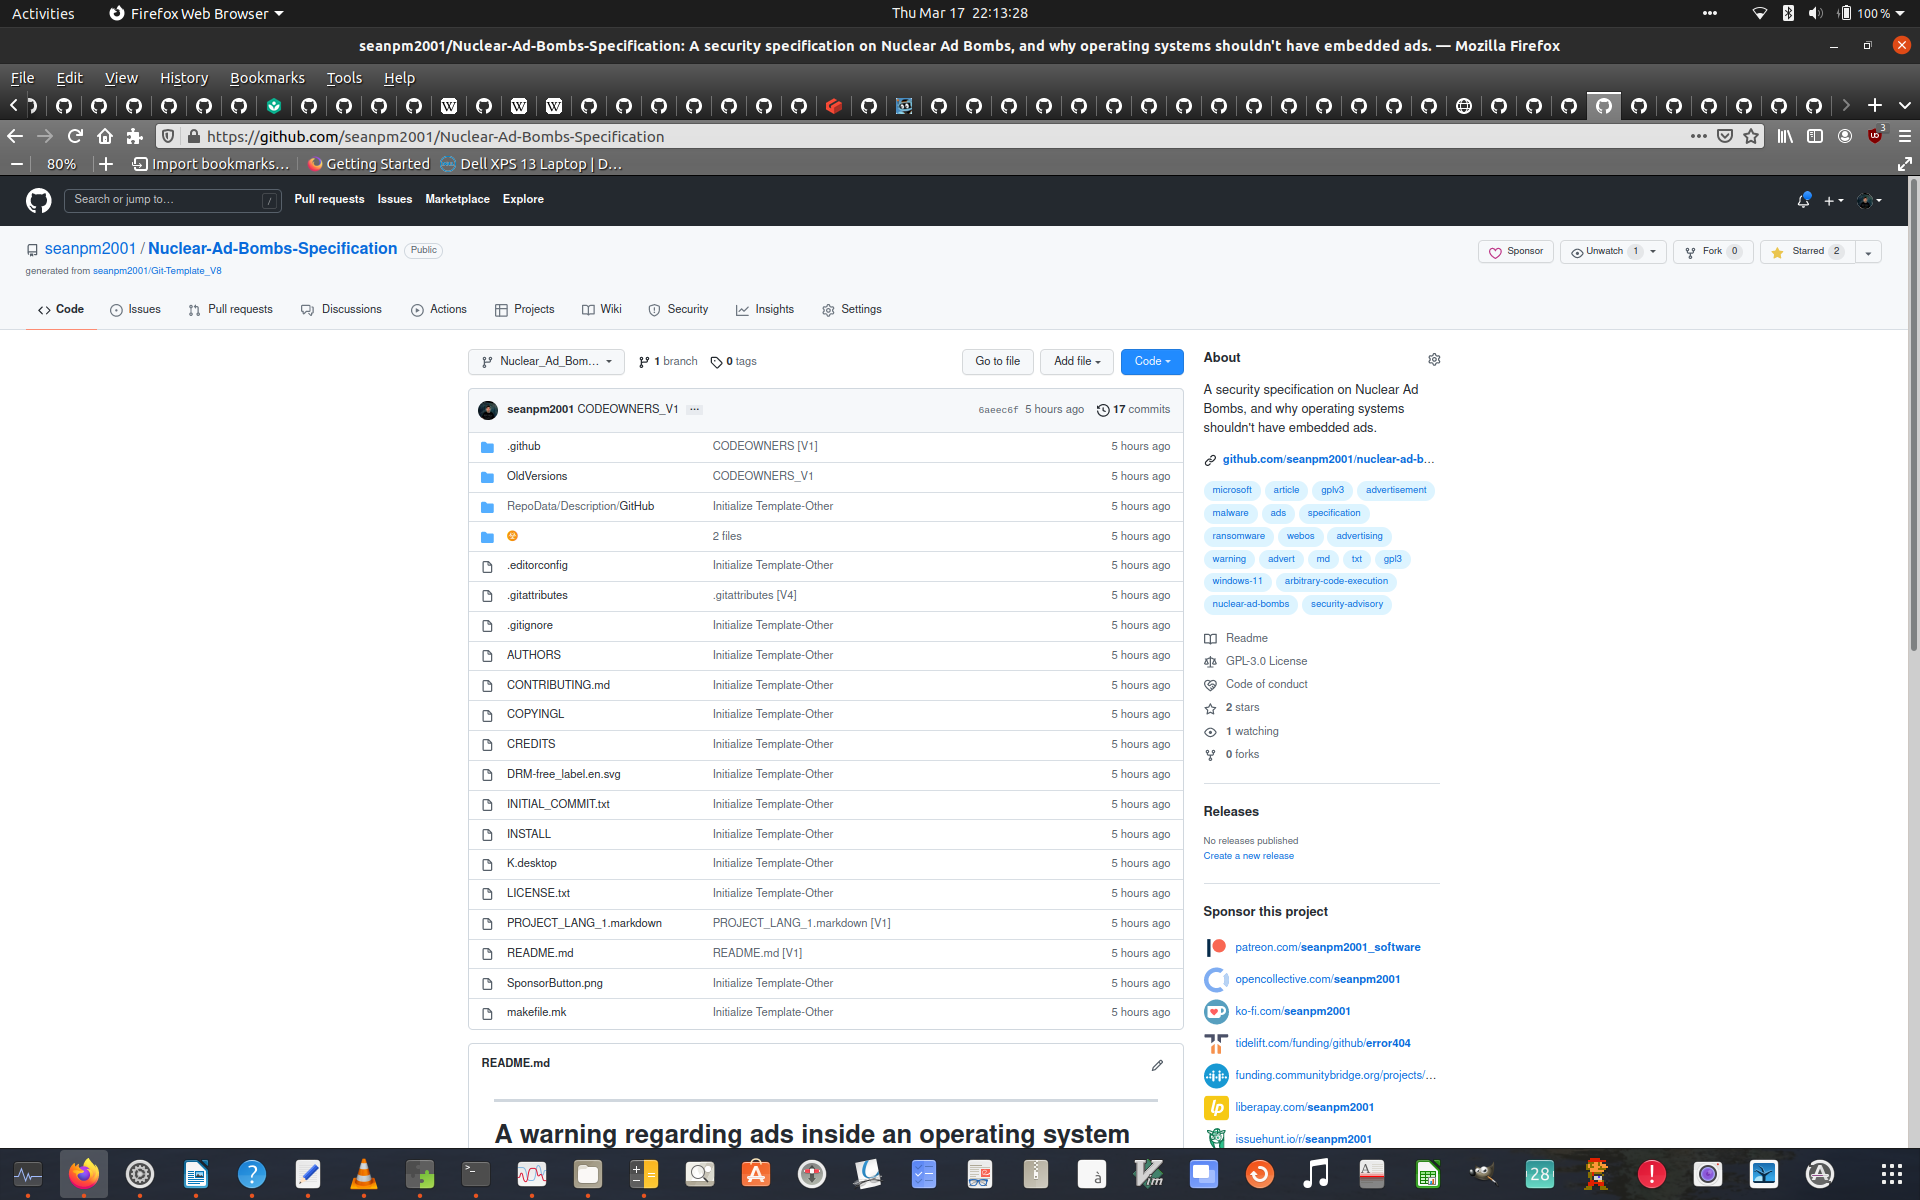 Activities Firefox Web Browser Thu Mar 17 22:13:28 100 %
seanpm2001/Nuclear-Ad-Bombs-Specification: A security specification on Nuclear Ad Bombs, and why operating systems shouldn't have embedded ads. — Mozilla Firefox
File Edit View History Bookmarks Tools Help
https://github.com/seanpm2001/Nuclear-Ad-Bombs-Specification 3
80% Import bookmarks... Getting Started Dell XPS 13 Laptop | D...
Search or jump to... / Pull requests Issues Marketplace Explore
seanpm2001 / Nuclear-Ad-Bombs-Specification Public Sponsor Unwatch 1 Fork 0 Starred 2
generated from seanpm2001/Git-Template_V8
Code Issues Pull requests Discussions Actions Projects Wiki Security Insights Settings
Nuclear_Ad_Bom... 1 branch 0 tags Go to file Add file Code
seanpm2001 CODEOWNERS_V1 ... 6aeec6f 5 hours ago 17 commits
.github CODEOWNERS [V1] 5 hours ago
OldVersions CODEOWNERS_V1 5 hours ago
RepoData/Description/GitHub Initialize Template-Other 5 hours ago
2 files 5 hours ago
.editorconfig Initialize Template-Other 5 hours ago
.gitattributes .gitattributes [V4] 5 hours ago
.gitignore Initialize Template-Other 5 hours ago
AUTHORS Initialize Template-Other 5 hours ago
CONTRIBUTING.md Initialize Template-Other 5 hours ago
COPYINGL Initialize Template-Other 5 hours ago
CREDITS Initialize Template-Other 5 hours ago
DRM-free_label.en.svg Initialize Template-Other 5 hours ago
INITIAL_COMMIT.txt Initialize Template-Other 5 hours ago
INSTALL Initialize Template-Other 5 hours ago
K.desktop Initialize Template-Other 5 hours ago
LICENSE.txt Initialize Template-Other 5 hours ago
PROJECT_LANG_1.markdown PROJECT_LANG_1.markdown [V1] 5 hours ago
README.md README.md [V1] 5 hours ago
SponsorButton.png Initialize Template-Other 5 hours ago
makefile.mk Initialize Template-Other 5 hours ago
README.md
A warning regarding ads inside an operating system
About
A security specification on Nuclear Ad
Bombs, and why operating systems
shouldn't have embedded ads.
github.com/seanpm2001/nuclear-ad-b...
microsoft article gplv3 advertisement
malware ads specification
ransomware webos advertising
warning advert md txt gpl3
windows-11 arbitrary-code-execution
nuclear-ad-bombs security-advisory
Readme
GPL-3.0 License
Code of conduct
2 stars
1 watching
0 forks
Releases
No releases published
Create a new release
Sponsor this project
patreon.com/seanpm2001_software
opencollective.com/seanpm2001
ko-fi.com/seanpm2001
tidelift.com/funding/github/error404
funding.communitybridge.org/projects/...
liberapay.com/seanpm2001
issuehunt.io/r/seanpm2001
28